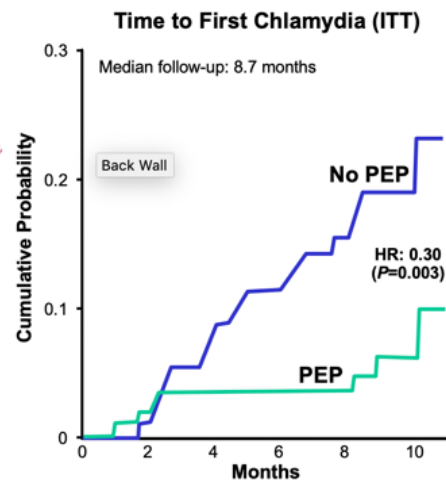 Time to First Chlamydia (ITT)
0.3
Median follow-up: 8.7 months
Back Wall
0.2
No PEP
HR: 0.30
(P=0.003)
0.1
PEP
0
0 2 4 6 8 10
Months
Cumulative Probability